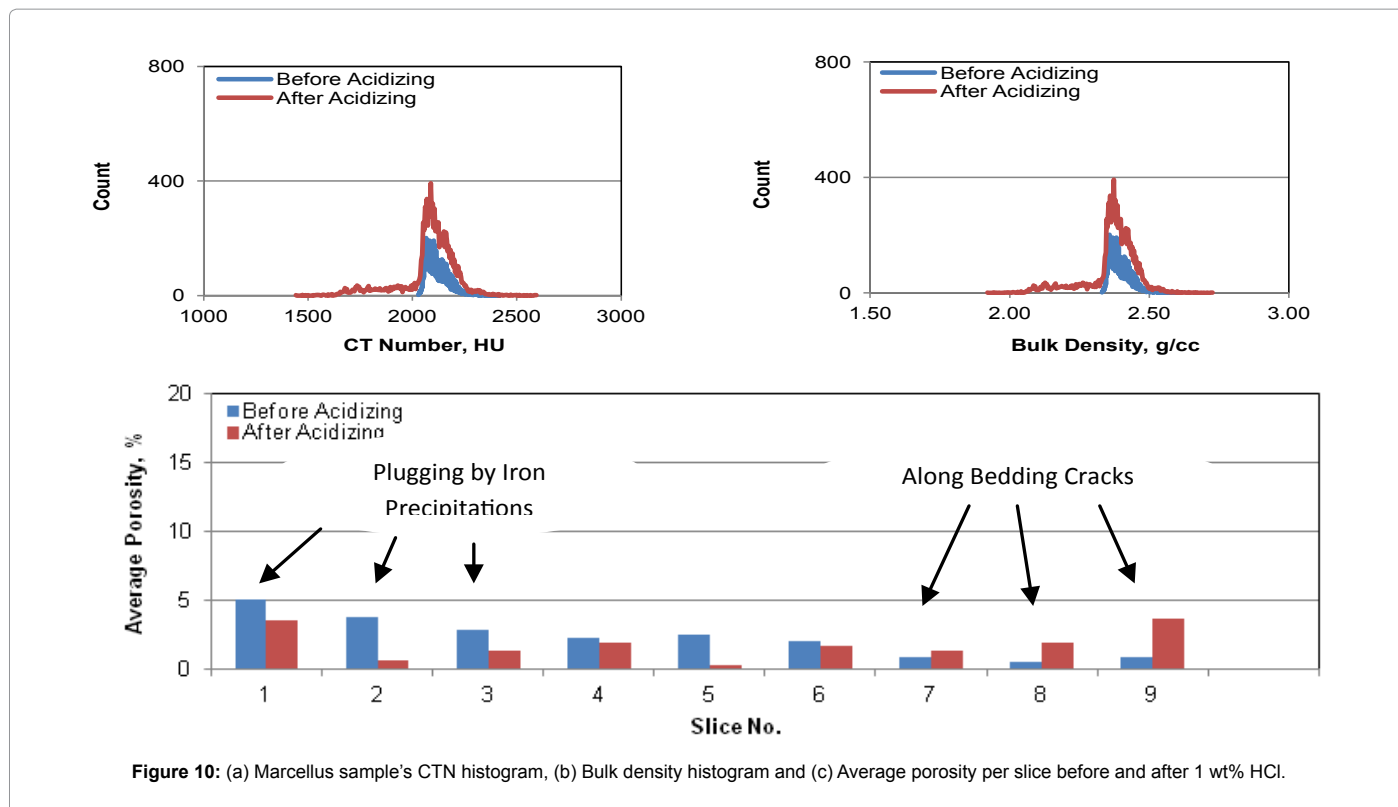 800
Before Acidizing
After Acidizing
Count
400
0
1000 1500 2000 2500 3000
CT Number, HU
800
Before Acidizing
After Acidizing
Count
400
0
1.50 2.00 2.50 3.00
Bulk Density, g/cc
20
Before Acidizing
After Acidizing
15
Plugging by Iron
Precipitations
Along Bedding Cracks
Average Porosity, %
10
5
0
1 2 3 4 5 6 7 8 9
Slice No.
Figure 10: (a) Marcellus sample's CTN histogram, (b) Bulk density histogram and (c) Average porosity per slice before and after 1 wt% HCl.